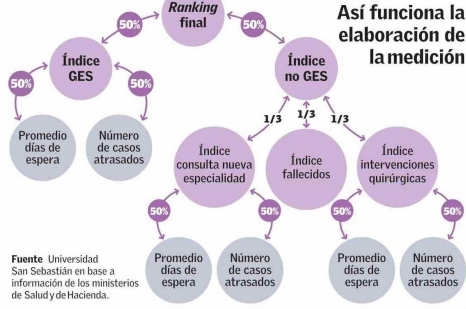 Así funciona la
elaboración de
la medición
Ranking
final
50%
50%
Índice
GES
Índice
no GES
50%
50%
1/3
1/3
1/3
Promedio
días de
espera
Número
de casos
atrasados
Índice
consulta nueva
especialidad
Índice
fallecidos
Índice
intervenciones
quirúrgicas
50%
50%
50%
50%
Promedio
días de
espera
Número
de casos
atrasados
Promedio
días de
espera
Número
de casos
atrasados
Fuente Universidad
San Sebastián en base a
información de los ministerios
de Salud y de Hacienda.